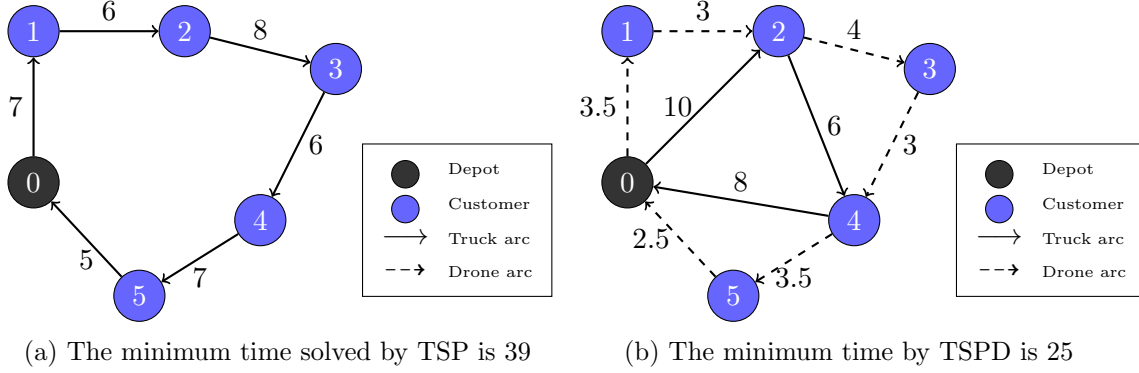 6
8
7
6
5
7
0
1
2
3
4
5
Depot
Customer
Truck arc
Drone arc
(a) The minimum time solved by TSP is 39
3
4
3.5
10
6
3
8
2.5
3.5
0
1
2
3
4
5
Depot
Customer
Truck arc
Drone arc
(b) The minimum time by TSPD is 25